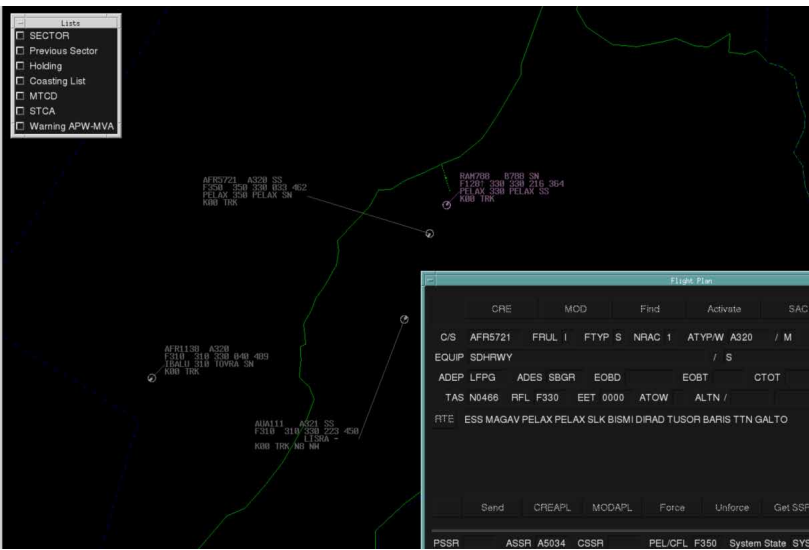 Lists
SECTOR
Previous Sector
Holding
Coasting List
MTCD
STCA
Warning APW-MVA
AFR5721 A320 SS
F350 350 330 033 462
PELAX 350 PELAX SN
K00 TRK
RAM788 B788 SN
F128↑ 330 330 216 364
PELAX 330 PELAX SS
K00 TRK
AFR1138 A320
F310 310 330 040 489
IBALU 310 TOVRA SN
K00 TRK
AUA111 A321 SS
F310 310 330 223 450
LISRA -
K00 TRK N8 NW
Flight Plan
CRE MOD Find Activate SAC
C/S AFR5721 FRUL I FTYP S NRAC 1 ATYP/W A320 / M
EQUIP SDHRWY / S
ADEP LFPG ADES SBGR EOBD EOBT CTOT
TAS N0466 RFL F330 EET 0000 ATOW ALTN /
RTE ESS MAGAV PELAX PELAX SLK BISMI DIRAD TUSOR BARIS TTN GALTO
Send CREAPL MODAPL Force Unforce Get SSR
PSSR ASSR A5034 CSSR PEL/CFL F350 System State SYS